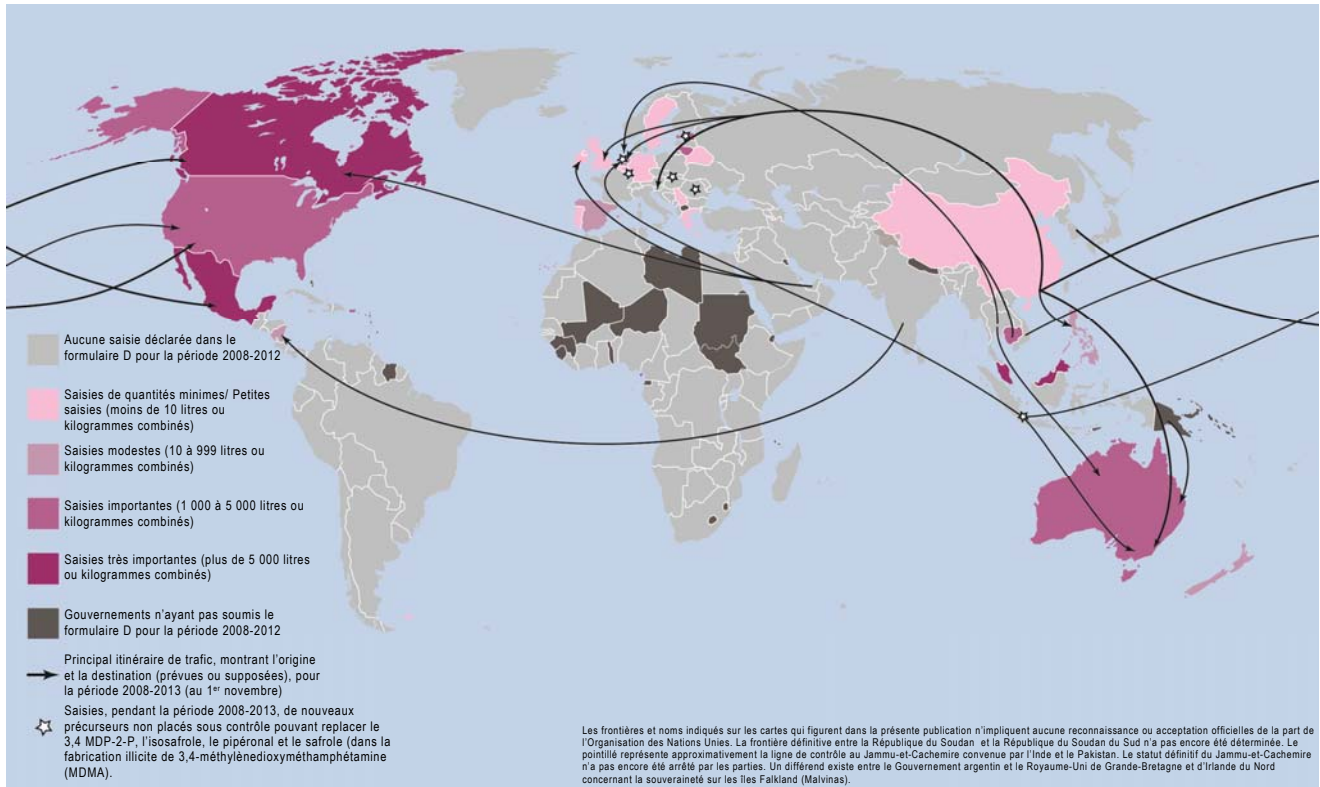 Aucune saisie déclarée dans le
formulaire D pour la période 2008-2012
Saisies de quantités minimes/ Petites
saisies (moins de 10 litres ou
kilogrammes combinés)
Saisies modestes (10 à 999 litres ou
kilogrammes combinés)
Saisies importantes (1 000 à 5 000 litres ou
kilogrammes combinés)
Saisies très importantes (plus de 5 000 litres
ou kilogrammes combinés)
Gouvernements n'ayant pas soumis le
formulaire D pour la période 2008-2012
Principal itinéraire de trafic, montrant l'origine
et la destination (prévues ou supposées), pour
la période 2008-2013 (au 1er novembre)
Saisies, pendant la période 2008-2013, de nouveaux
précurseurs non placés sous contrôle pouvant replacer le
3,4 MDP-2-P, l'isosafrole, le pipéronal et le safrole (dans la
fabrication illicite de 3,4-méthylènedioxyméthamphétamine
(MDMA).
Les frontières et noms indiqués sur les cartes qui figurent dans la présente publication n'impliquent aucune reconnaissance ou acceptation officielles de la part de
l'Organisation des Nations Unies. La frontière définitive entre la République du Soudan et la République du Soudan du Sud n'a pas encore été déterminée. Le
pointillé représente approximativement la ligne de contrôle au Jammu-et-Cachemire convenue par l'Inde et le Pakistan. Le statut définitif du Jammu-et-Cachemire
n'a pas encore été arrêté par les parties. Un différend existe entre le Gouvernement argentin et le Royaume-Uni de Grande-Bretagne et d'Irlande du Nord
concernant la souveraineté sur les îles Falkland (Malvinas).